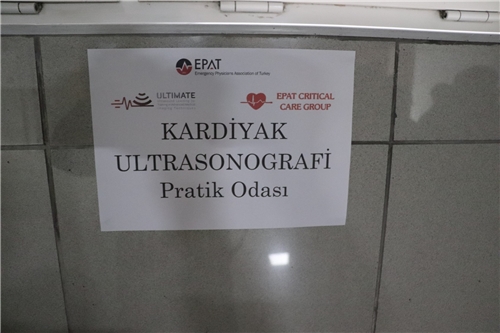 EPAT
Emergency Physicians Association of Turkey
ULTIMATE
EPAT CRITICAL
CARE GROUP
KARDİYAK
ULTRASONOGRAFİ
Pratik Odası